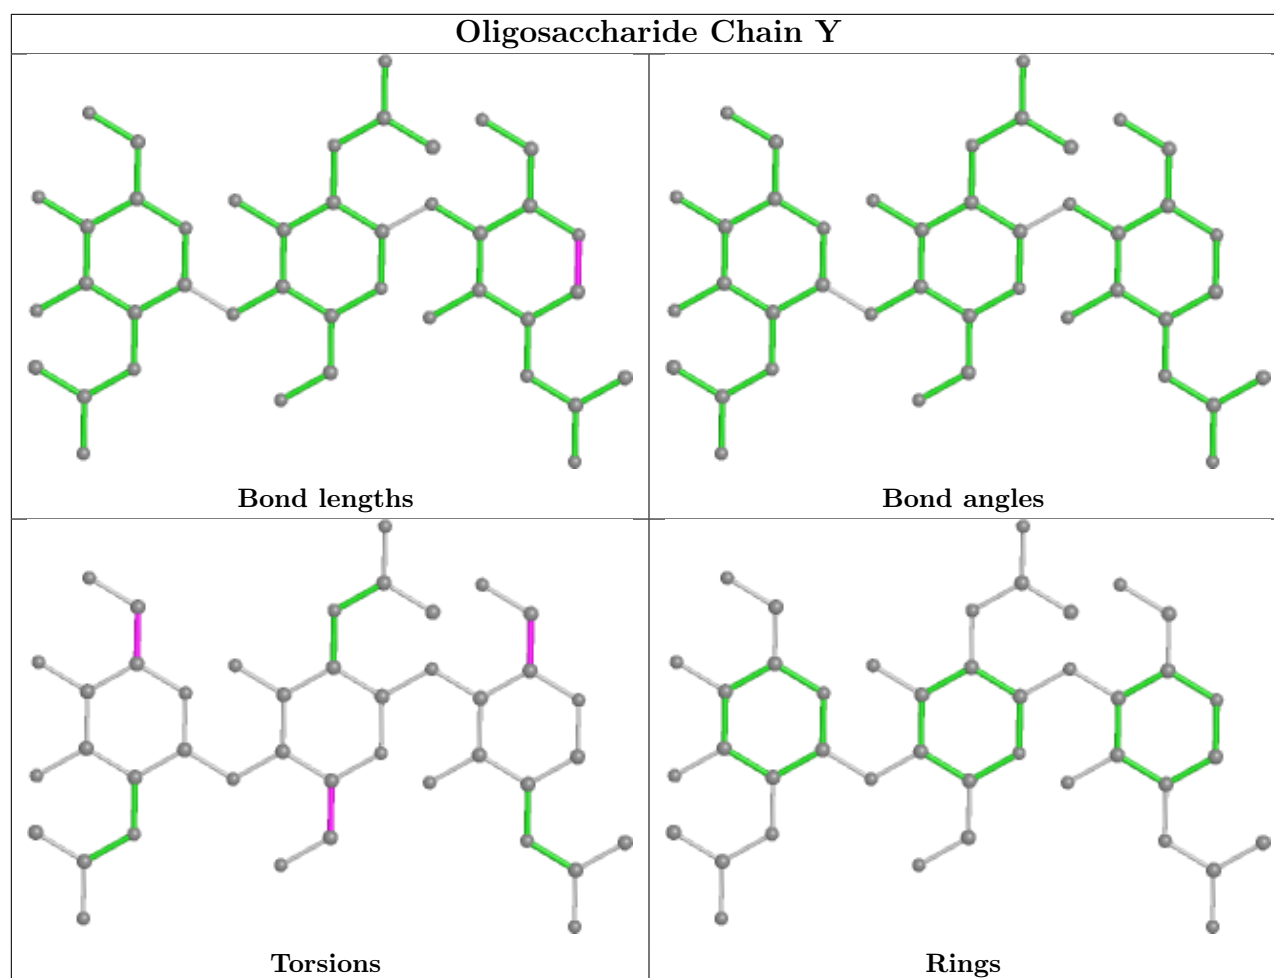 Oligosaccharide Chain Y
Bond lengths
Bond angles
Torsions
Rings